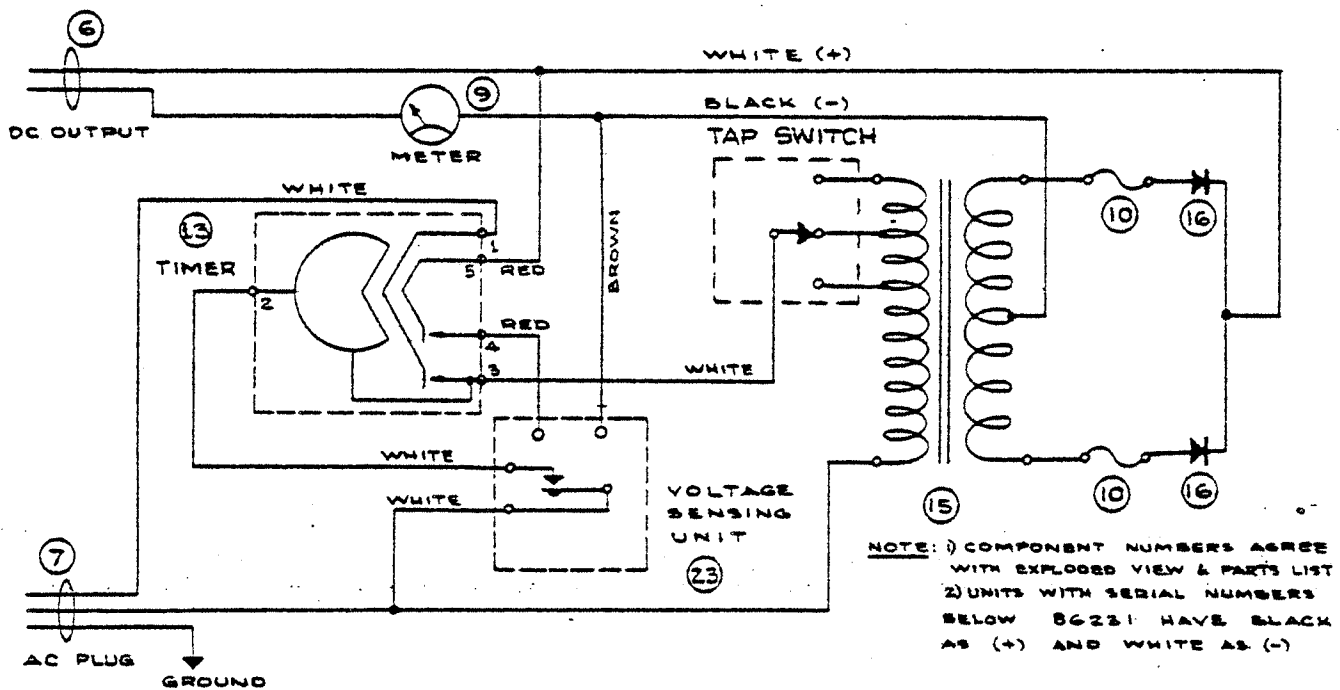 6
WHITE (+)
9
BLACK (-)
DC OUTPUT
TAP SWITCH
METER
WHITE
10
16
13
1
BROWN
TIMER
5
RED
2
RED
4
3
WHITE
WHITE
10
16
WHITE
VOLTAGE
SENSING
UNIT
15
23
7
NOTE: 1) COMPONENT NUMBERS AGREE
WITH EXPLODED VIEW & PARTS LIST
2) UNITS WITH SERIAL NUMBERS
BELOW 86231 HAVE BLACK
AS (+) AND WHITE AS (-)
AC PLUG
GROUND